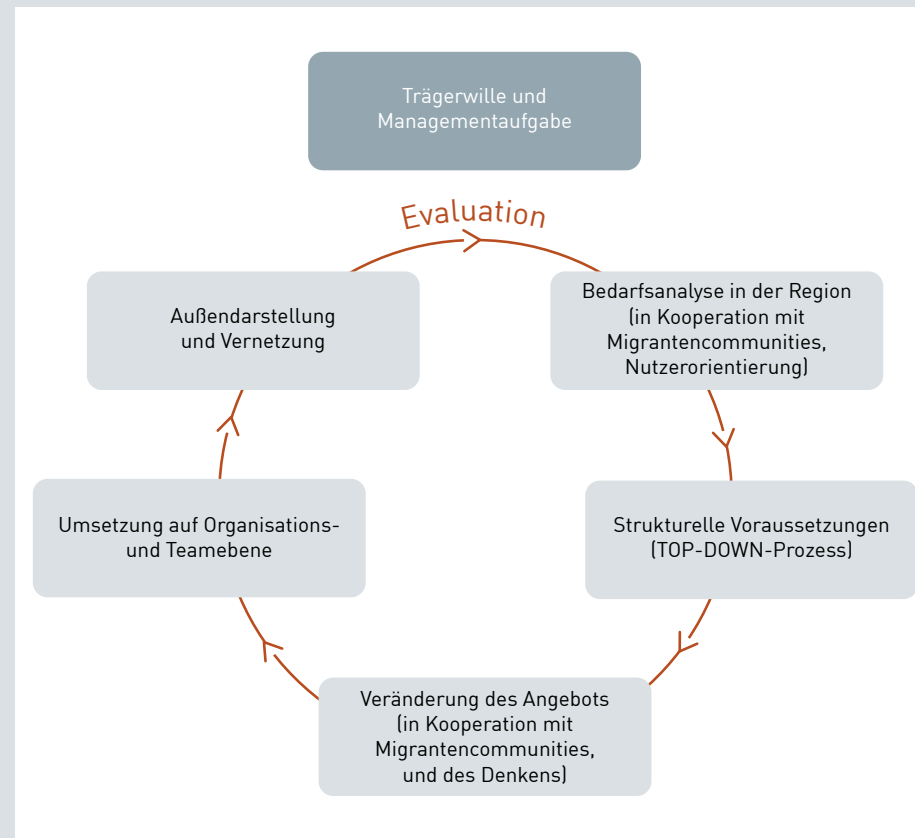 Trägerwille und
Managementaufgabe
Evaluation
Bedarfsanalyse in der Region
(in Kooperation mit
Migrantencommunities,
Nutzerorientierung)
Strukturelle Voraussetzungen
(TOP-DOWN-Prozess)
Veränderung des Angebots
(in Kooperation mit
Migrantencommunities,
und des Denkens)
Umsetzung auf Organisations-
und Teamebene
Außendarstellung
und Vernetzung